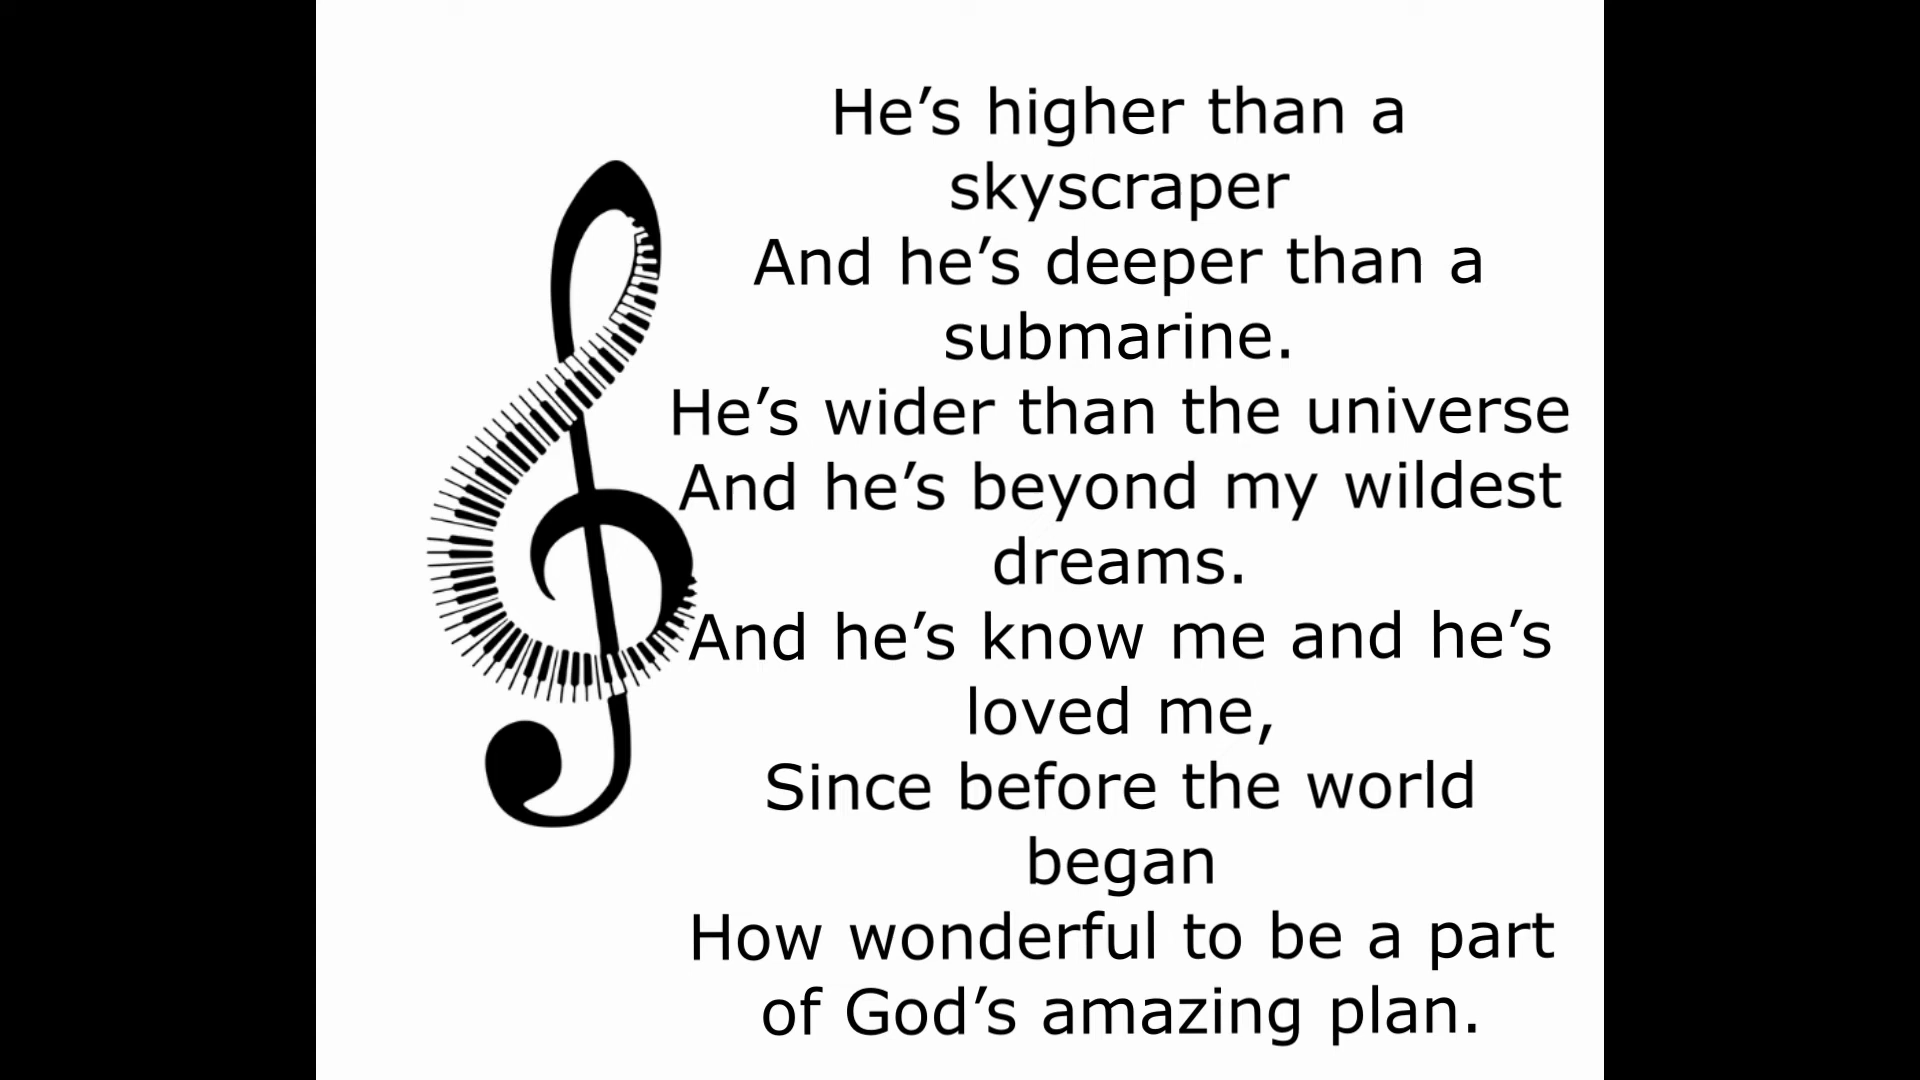 He’s higher than a
skyscraper
And he’s deeper than a
submarine.
He’s wider than the universe
And he’s beyond my wildest
dreams.
And he’s know me and he’s
loved me,
Since before the world
began
How wonderful to be a part
of God’s amazing plan.